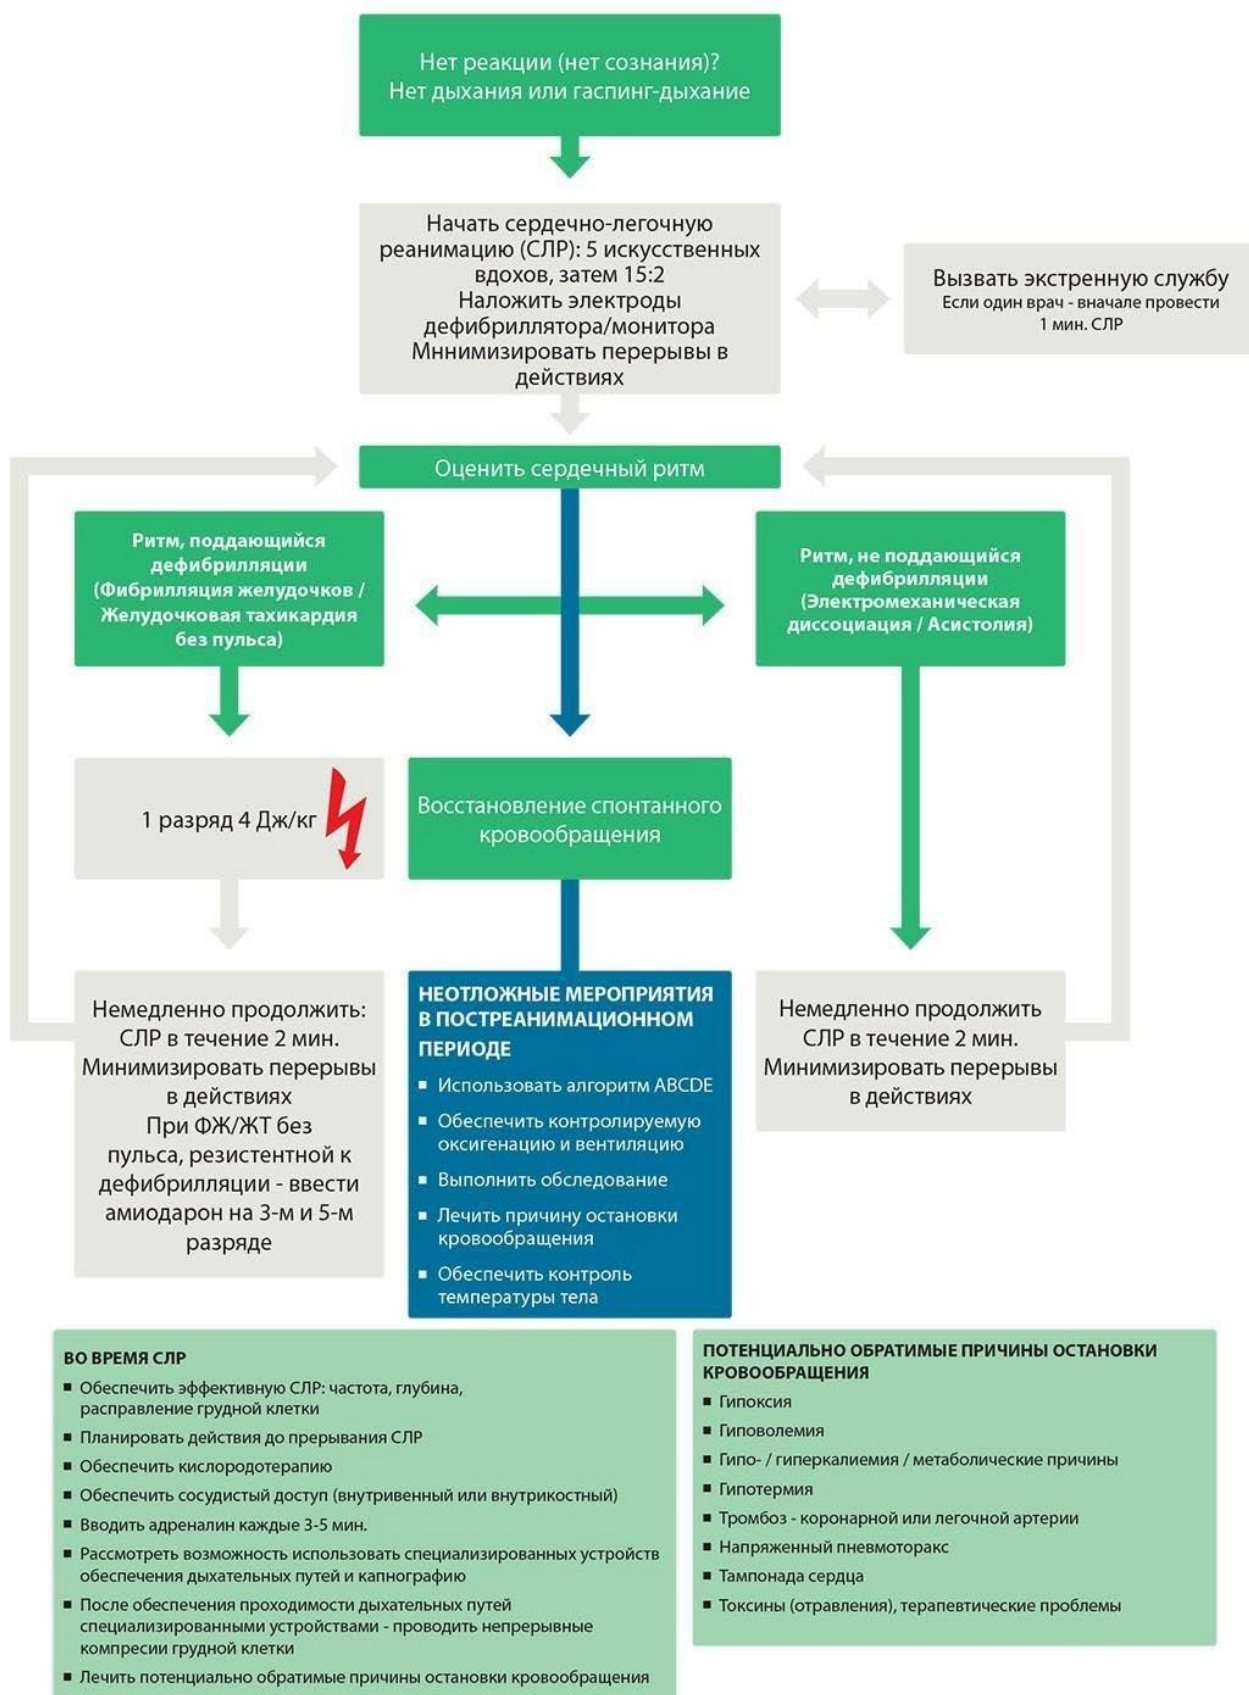 Нет реакции (нет сознания)?
Нет дыхания или гаспинг-дыхание
Начать сердечно-легочную
реанимацию (СЛР): 5 искусственных
вдохов, затем 15:2
Наложить электроды
дефибриллятора/монитора
Мннимизировать перерывы в
действиях
Вызвать экстренную службу
Если один врач - вначале провести
1 мин. СЛР
Оценить сердечный ритм
Ритм, поддающийся
дефибрилляции
(Фибрилляция желудочков /
Желудочковая тахикардия
без пульса)
Ритм, не поддающийся
дефибрилляции
(Электромеханическая
диссоциация / Асистолия)
1 разряд 4 Дж/кг
Восстановление спонтанного
кровообращения
Немедленно продолжить:
СЛР в течение 2 мин.
Минимизировать перерывы
в действиях
При ФЖ/ЖТ без
пульса, резистентной к
дефибрилляции - ввести
амиодарон на 3-м и 5-м
разряде
НЕОТЛОЖНЫЕ МЕРОПРИЯТИЯ
В ПОСТРЕАНИМАЦИОННОМ
ПЕРИОДЕ
▪ Использовать алгоритм ABCDE
▪ Обеспечить контролируемую
оксигенацию и вентиляцию
▪ Выполнить обследование
▪ Лечить причину остановки
кровообращения
▪ Обеспечить контроль
температуры тела
Немедленно продолжить
СЛР в течение 2 мин.
Минимизировать перерывы
в действиях
ВО ВРЕМЯ СЛР
▪ Обеспечить эффективную СЛР: частота, глубина,
расправление грудной клетки
▪ Планировать действия до прерывания СЛР
▪ Обеспечить кислородотерапию
▪ Обеспечить сосудистый доступ (внутривенный или внутрикостный)
▪ Вводить адреналин каждые 3-5 мин.
▪ Рассмотреть возможность использовать специализированных устройств
обеспечения дыхательных путей и капнографию
▪ После обеспечения проходимости дыхательных путей
специализированными устройствами - проводить непрерывные
компресии грудной клетки
▪ Лечить потенциально обратимые причины остановки кровообращения
ПОТЕНЦИАЛЬНО ОБРАТИМЫЕ ПРИЧИНЫ ОСТАНОВКИ
КРОВООБРАЩЕНИЯ
▪ Гипоксия
▪ Гиповолемия
▪ Гипо- / гиперкалиемия / метаболические причины
▪ Гипотермия
▪ Тромбоз - коронарной или легочной артерии
▪ Напряженный пневмоторакс
▪ Тампонада сердца
▪ Токсины (отравления), терапевтические проблемы